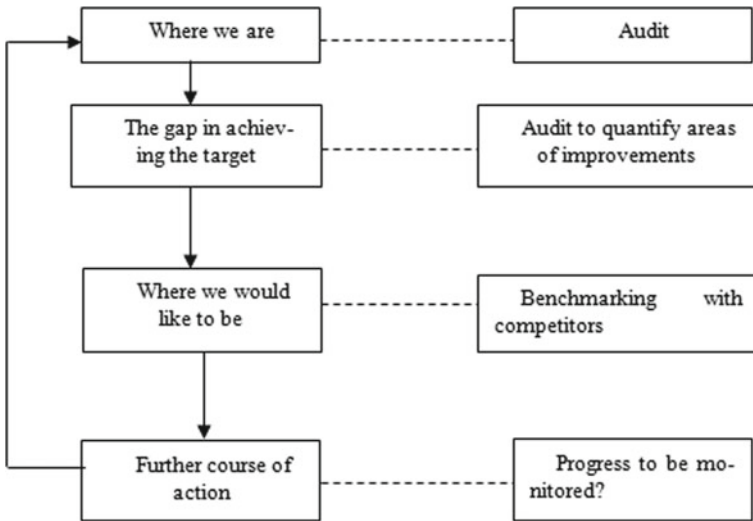 Where we are
Audit
The gap in achiev-
ing the target
Audit to quantify areas
of improvements
Where we would
like to be
Benchmarking with
competitors
Further course of
action
Progress to be mo-
nitored?